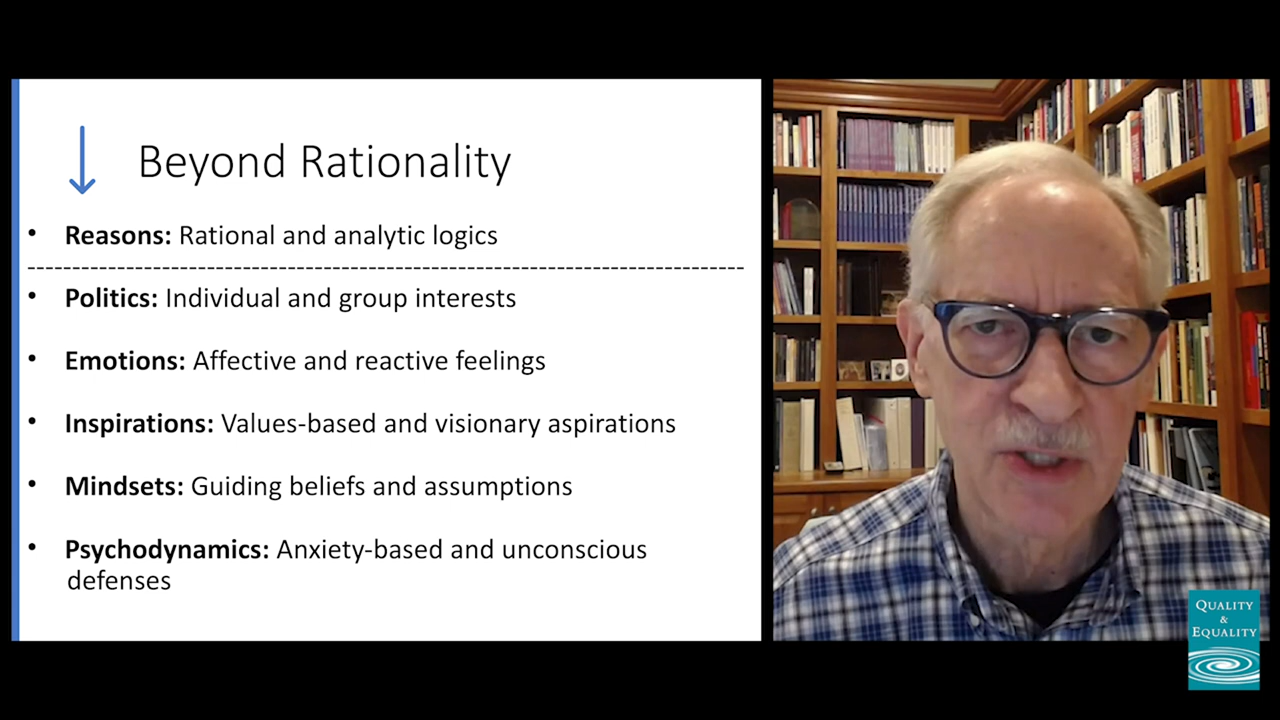 Beyond Rationality
• Reasons: Rational and analytic logics
• Politics: Individual and group interests
• Emotions: Affective and reactive feelings
• Inspirations: Values-based and visionary aspirations
• Mindsets: Guiding beliefs and assumptions
• Psychodynamics: Anxiety-based and unconscious
defenses
QUALITY
&
EQUALITY